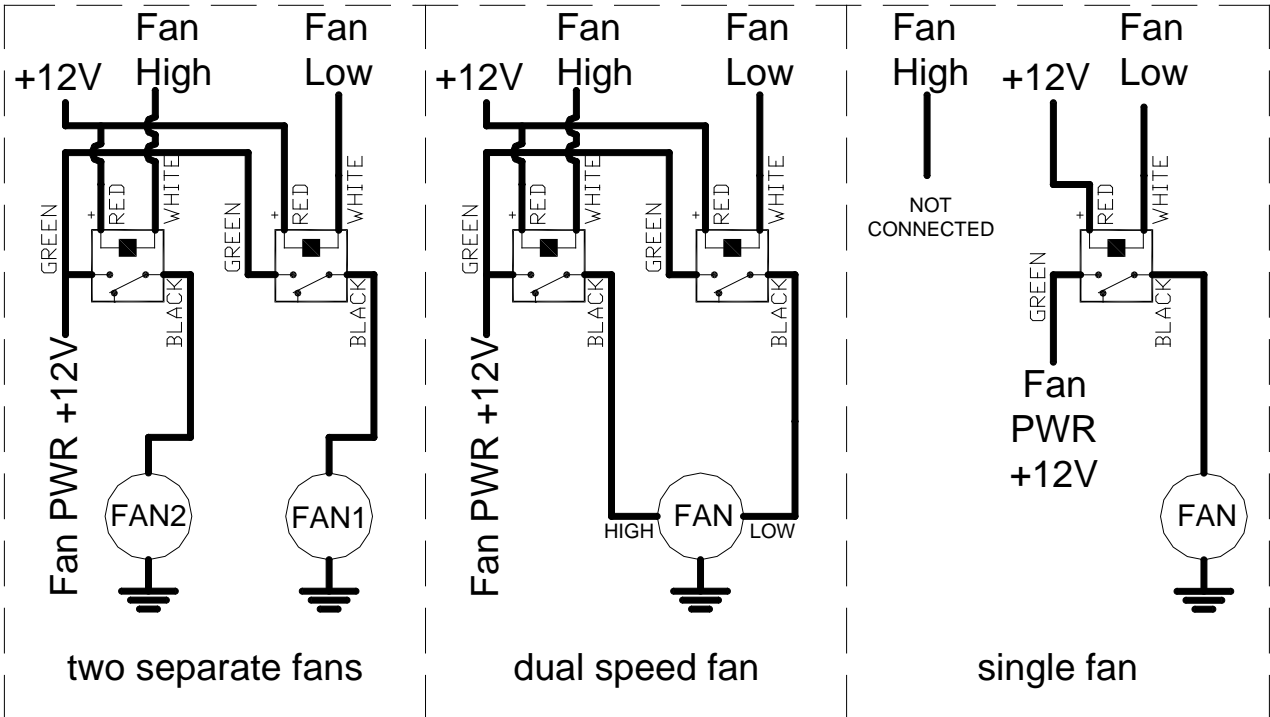 Fan
High
Fan
Low
+12V
GREEN
+
RED
WHITE
GREEN
+
RED
WHITE
BLACK
BLACK
Fan PWR +12V
FAN2
FAN1
two separate fans
Fan
High
Fan
Low
+12V
GREEN
+
RED
WHITE
GREEN
+
RED
WHITE
BLACK
BLACK
Fan PWR +12V
HIGH
FAN
LOW
dual speed fan
Fan
High
+12V
Fan
Low
NOT
CONNECTED
+
RED
WHITE
GREEN
BLACK
Fan
PWR
+12V
FAN
single fan